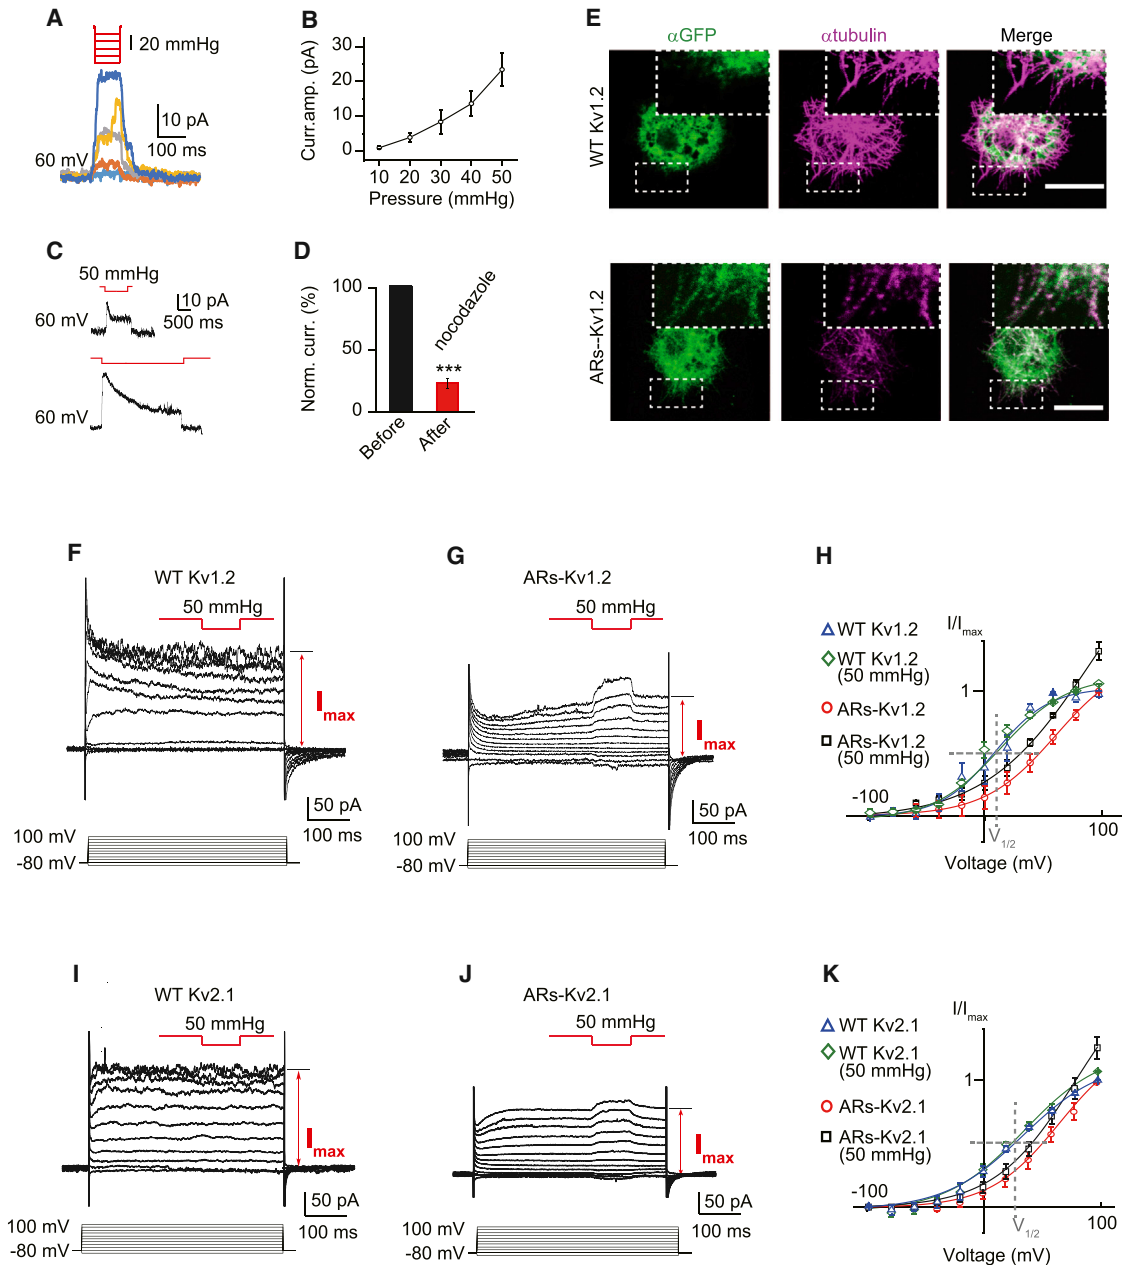 A
20 mmHg
10 pA
100 ms
60 mV
B
Curr.amp. (pA)
30
20
10
0
10 20 30 40 50
Pressure (mmHg)
C
50 mmHg
10 pA
500 ms
60 mV
60 mV
D
Norm. curr. (%)
100
50
0
nocodazole
***
Before
After
E
αGFP
αtubulin
Merge
WT Kv1.2
ARs--Kv1.2
F
WT Kv1.2
50 mmHg
Imax
50 pA
100 ms
100 mV
-80 mV
G
ARs-Kv1.2
50 mmHg
Imax
50 pA
100 ms
100 mV
-80 mV
H
WT Kv1.2
WT Kv1.2
(50 mmHg)
ARs-Kv1.2
ARs-Kv1.2
(50 mmHg)
I/Imax
1
-100
100
V1/2
Voltage (mV)
I
WT Kv2.1
50 mmHg
Imax
50 pA
100 ms
100 mV
-80 mV
J
ARs-Kv2.1
50 mmHg
Imax
50 pA
100 ms
100 mV
-80 mV
K
WT Kv2.1
WT Kv2.1
(50 mmHg)
ARs-Kv2.1
ARs-Kv2.1
(50 mmHg)
I/Imax
1
-100
100
V1/2
Voltage (mV)